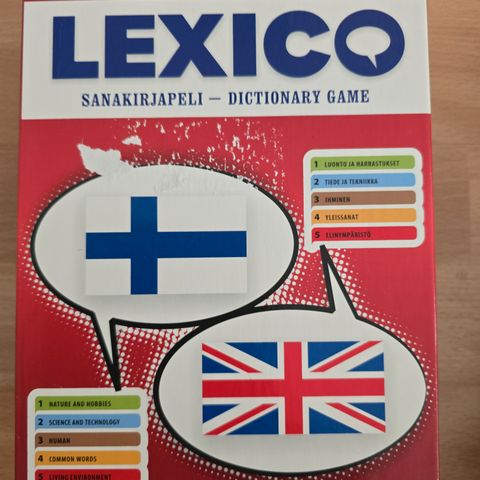 LEXICO
SANAKIRJAPELI — DICTIONARY GAME
1 LUONTO JA HARRASTUKSET
2 TIEDE JA TEKNIIKKA
3 IHMINEN
4 YLEISSANAT
5 ELINYMPÄRISTÖ
1 NATURE AND HOBBIES
2 SCIENCE AND TECHNOLOGY
3 HUMAN
4 COMMON WORDS
5 LIVING ENVIRONMENT